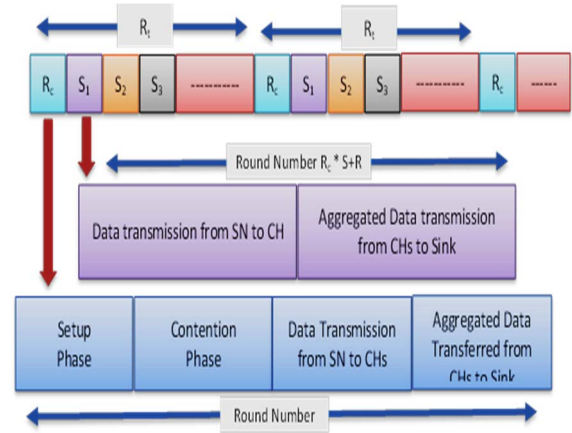 Rt Rt
Rc S1 S2 S3 ---------- Rc S1 S2 S3 ---------- Rc ------
Round Number Rc * S+R
Data transmission from SN to CH
Aggregated Data transmission
from CHs to Sink
Setup
Phase
Contention
Phase
Data Transmission
from SN to CHs
Aggregated Data
Transferred from
CHs to Sink
Round Number